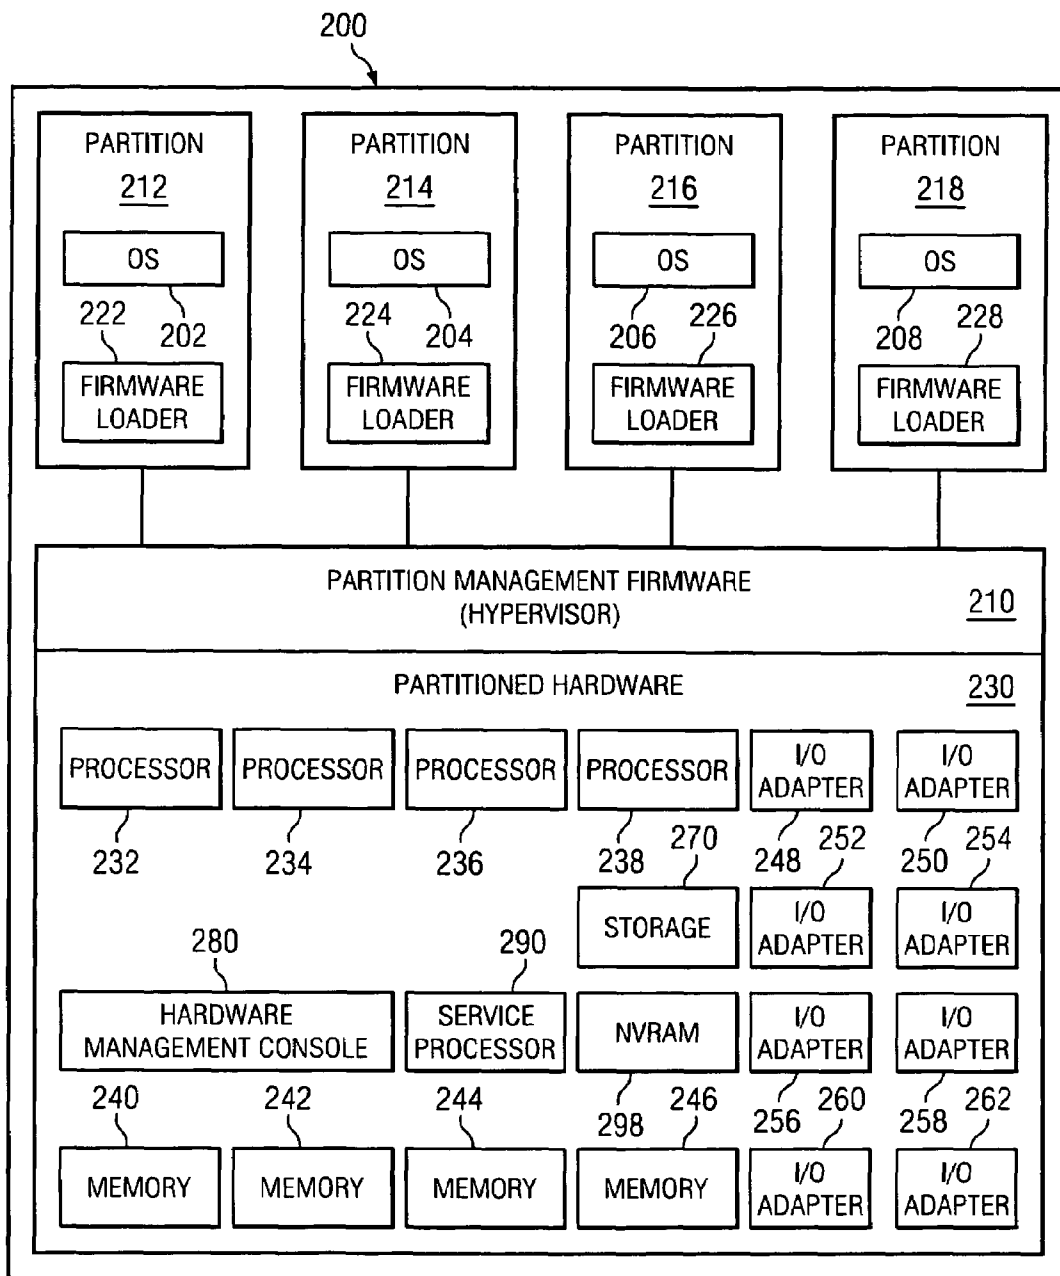 200
PARTITION
212
OS
222
202
FIRMWARE
LOADER
PARTITION
214
OS
224
204
FIRMWARE
LOADER
PARTITION
216
OS
206
226
FIRMWARE
LOADER
PARTITION
218
OS
208
228
FIRMWARE
LOADER
PARTITION MANAGEMENT FIRMWARE
(HYPERVISOR)
210
PARTITIONED HARDWARE
230
PROCESSOR
PROCESSOR
PROCESSOR
PROCESSOR
I/O
ADAPTER
I/O
ADAPTER
232
234
236
238
270
248
252
250
254
STORAGE
I/O
ADAPTER
I/O
ADAPTER
280
290
HARDWARE
MANAGEMENT CONSOLE
SERVICE
PROCESSOR
NVRAM
I/O
ADAPTER
I/O
ADAPTER
240
242
244
298
246
256
260
258
262
MEMORY
MEMORY
MEMORY
MEMORY
I/O
ADAPTER
I/O
ADAPTER